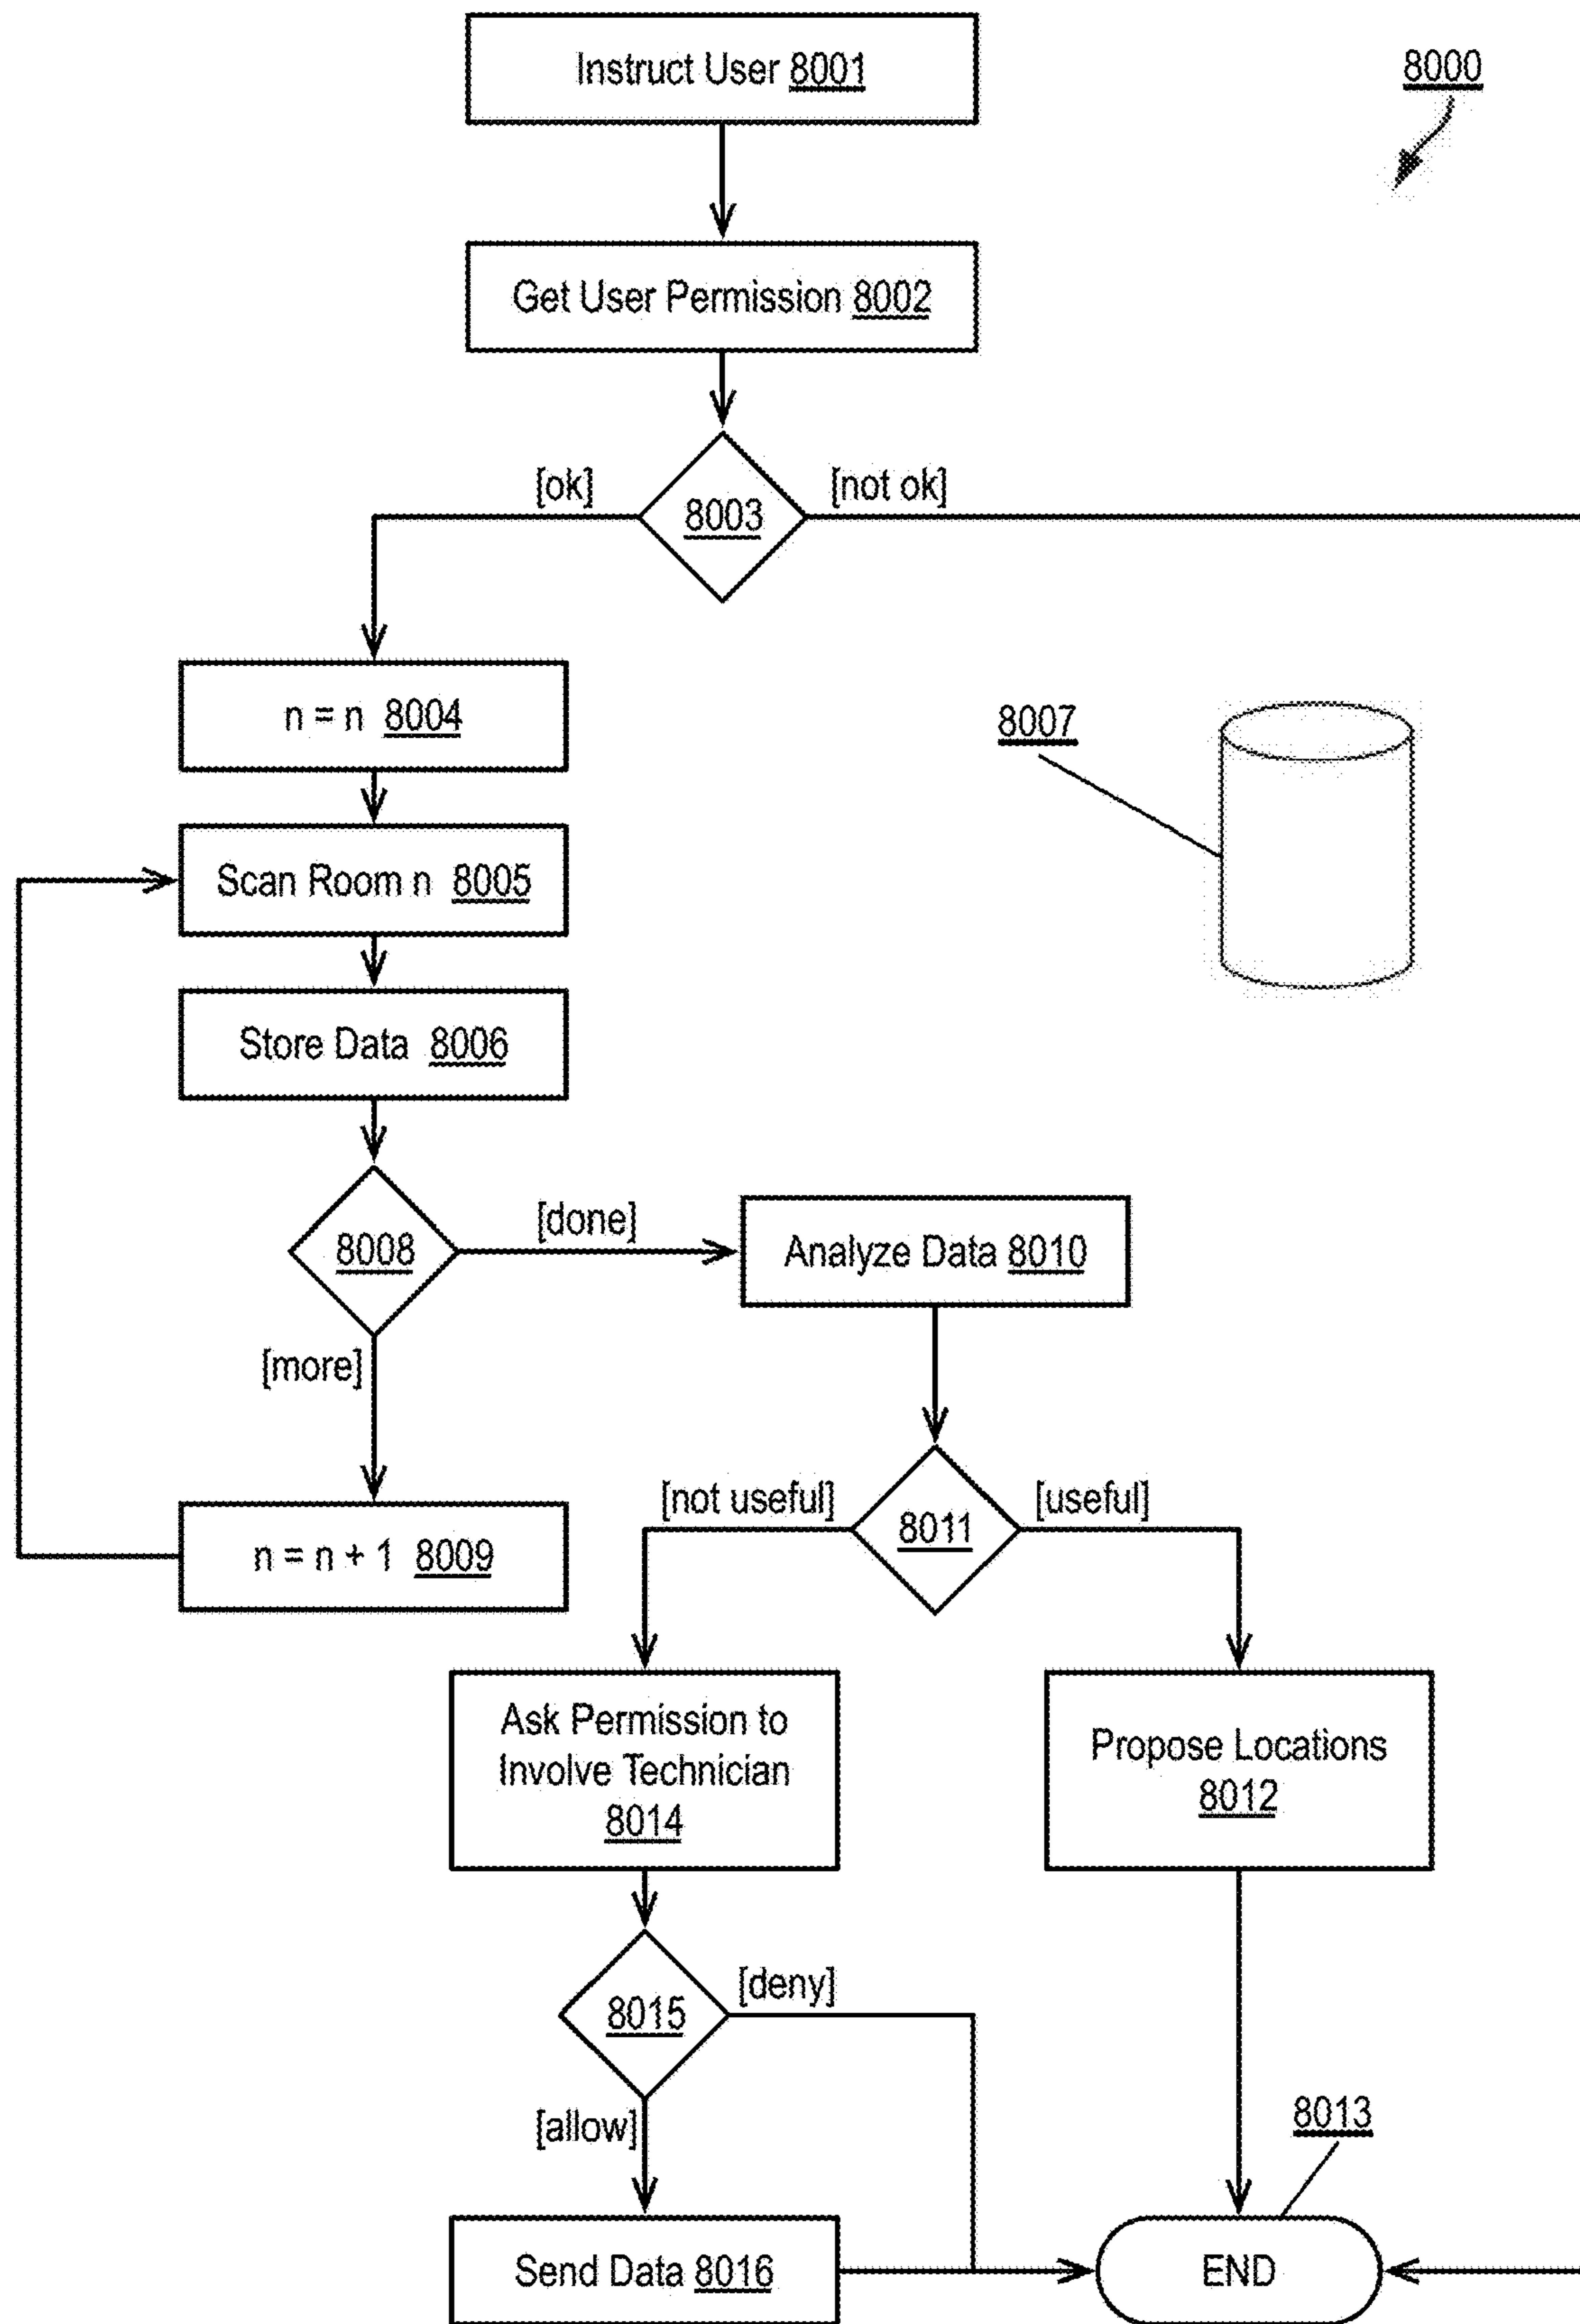 Instruct User 8001
8000
Get User Permission 8002
[ok]
[not ok]
8003
n = n 8004
8007
Scan Room n 8005
Store Data 8006
[done]
8008
Analyze Data 8010
[more]
[not useful]
[useful]
8011
n = n + 1 8009
Ask Permission to
Involve Technician
8014
Propose Locations
8012
[deny]
8015
[allow]
8013
Send Data 8016
END